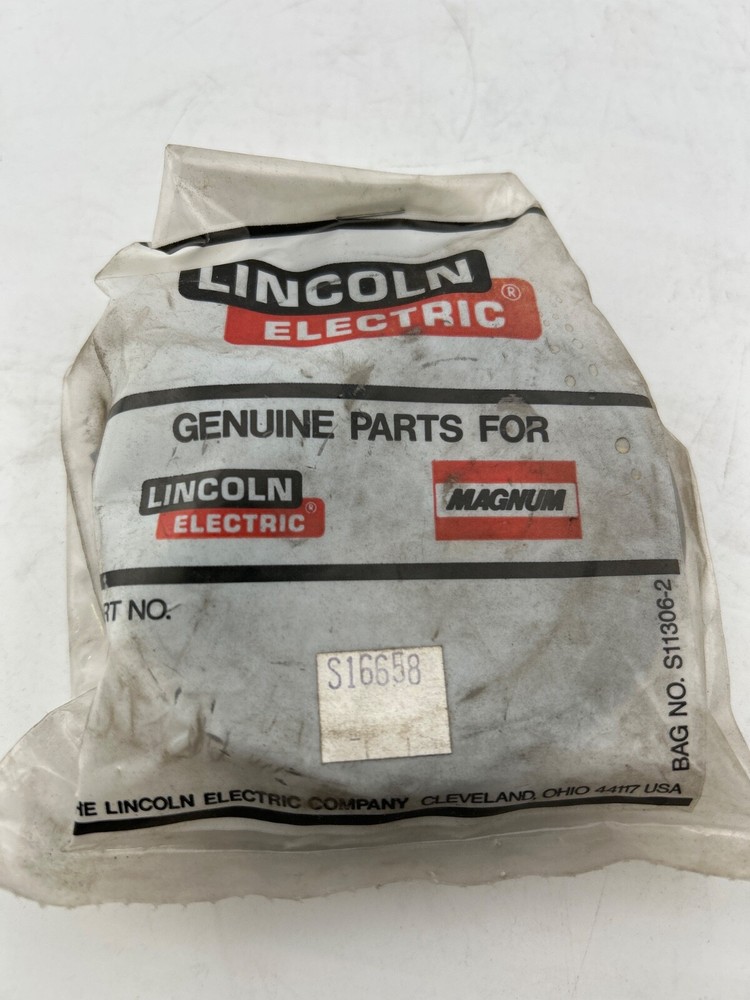 LINCOLN ®
ELECTRIC
GENUINE PARTS FOR
LINCOLN ®
ELECTRIC
MAGNUM
RT NO.
S16658
BAG NO. S11306-2
HE LINCOLN ELECTRIC COMPANY CLEVELAND, OHIO 44117 USA